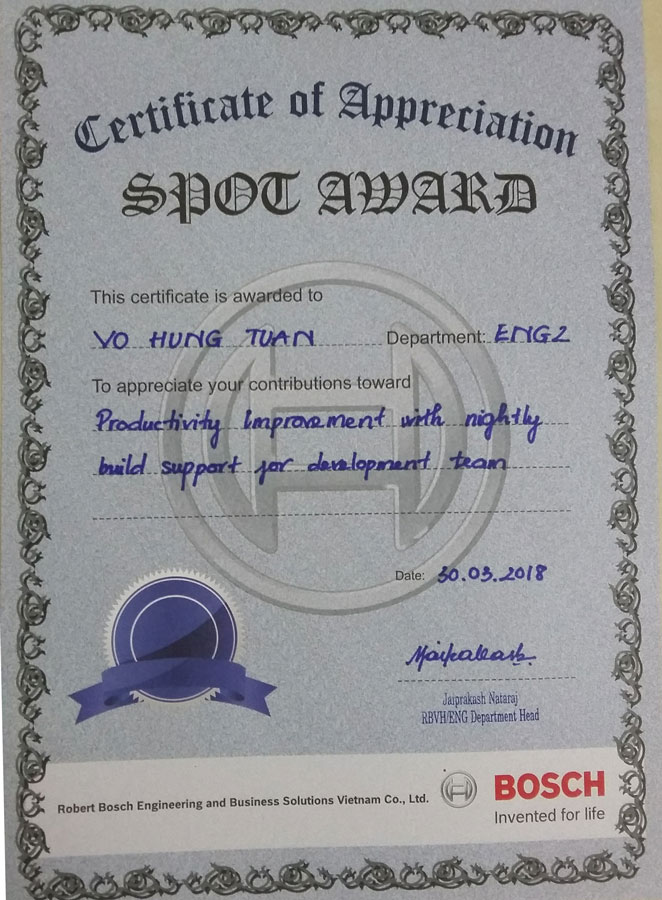 Certificate of Appreciation
SPOT AWARD
This certificate is awarded to
VO HUNG TUAN Department: ENG2
To appreciate your contributions toward
Productivity Improvement with nightly
build support for development team
Date: 30.03.2018
Jaiprakash Nataraj
RBVH/ENG Department Head
Robert Bosch Engineering and Business Solutions Vietnam Co., Ltd.
BOSCH
Invented for life